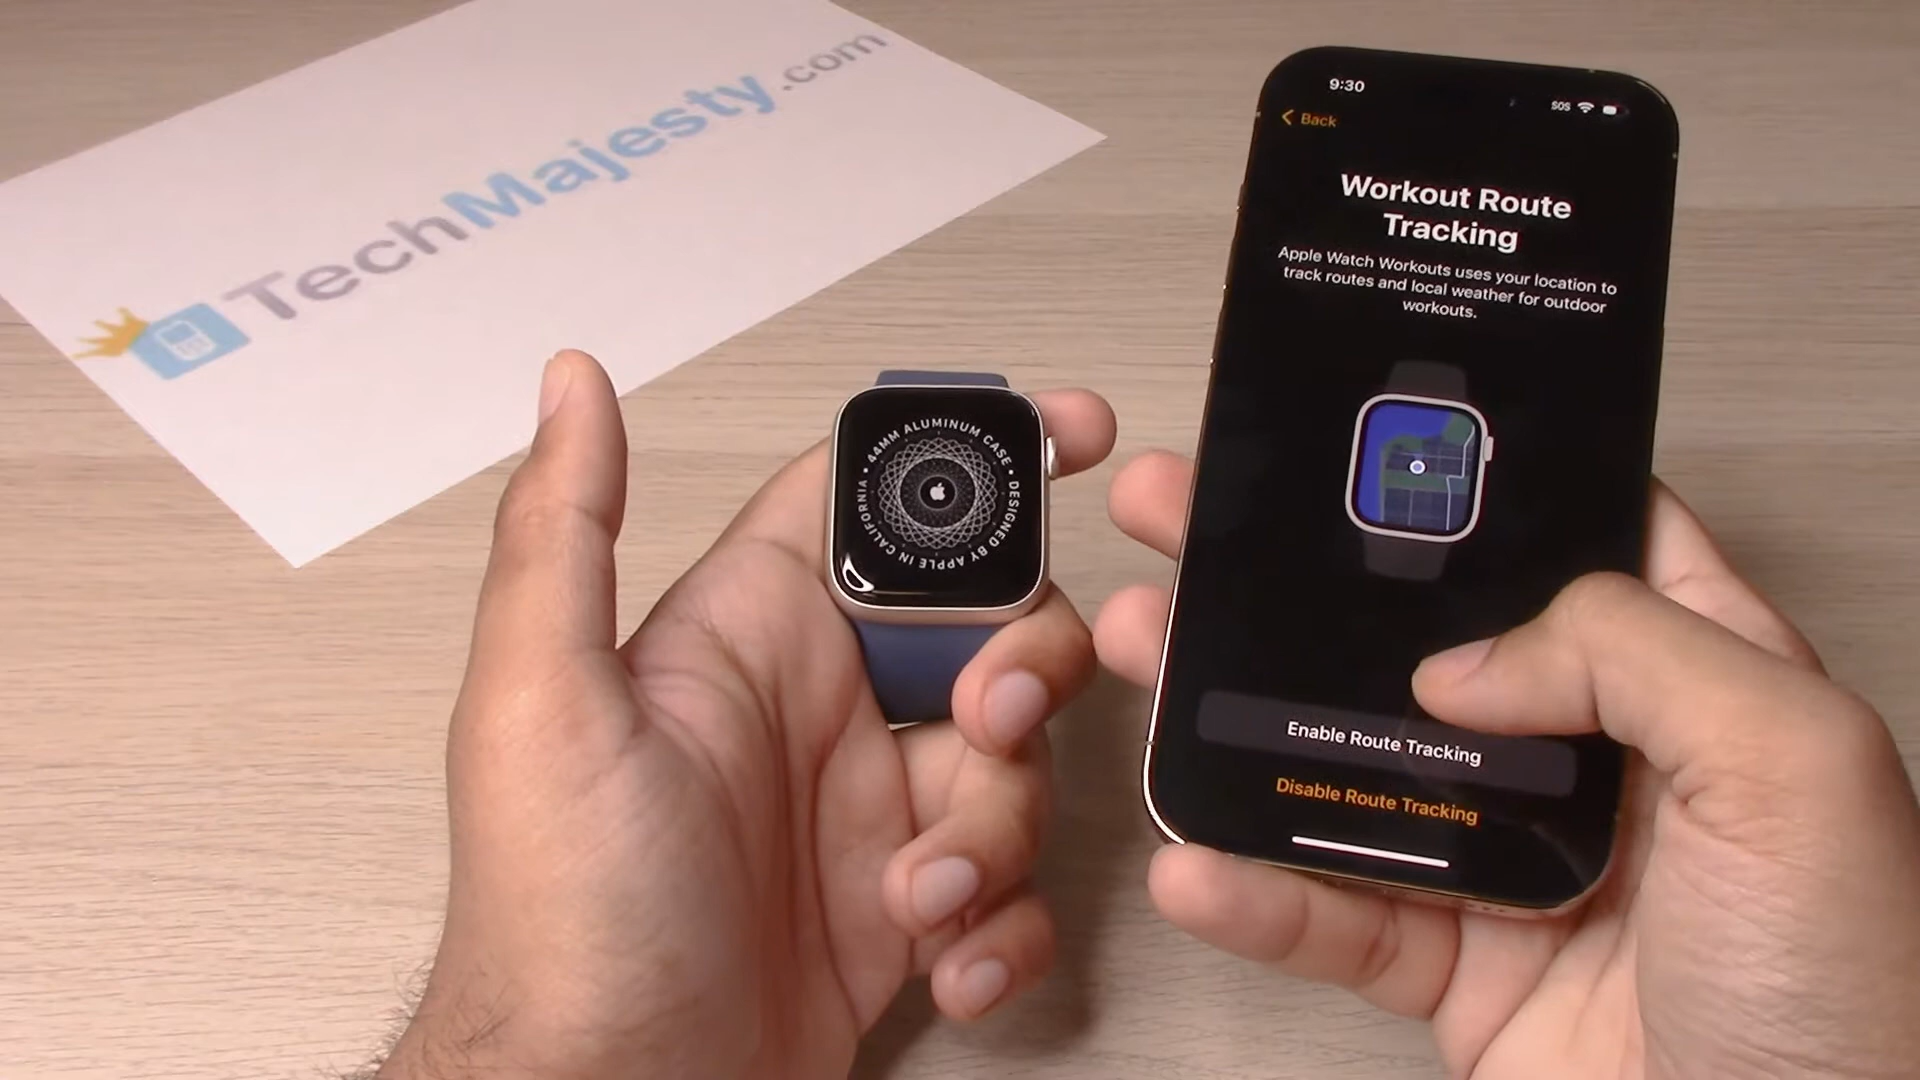 TechMajesty.com
44MM ALUMINUM CASE • DESIGNED BY APPLE IN CALIFORNIA •
9:30
SOS
Back
Workout Route
Tracking
Apple Watch Workouts uses your location to
track routes and local weather for outdoor
workouts.
Enable Route Tracking
Disable Route Tracking